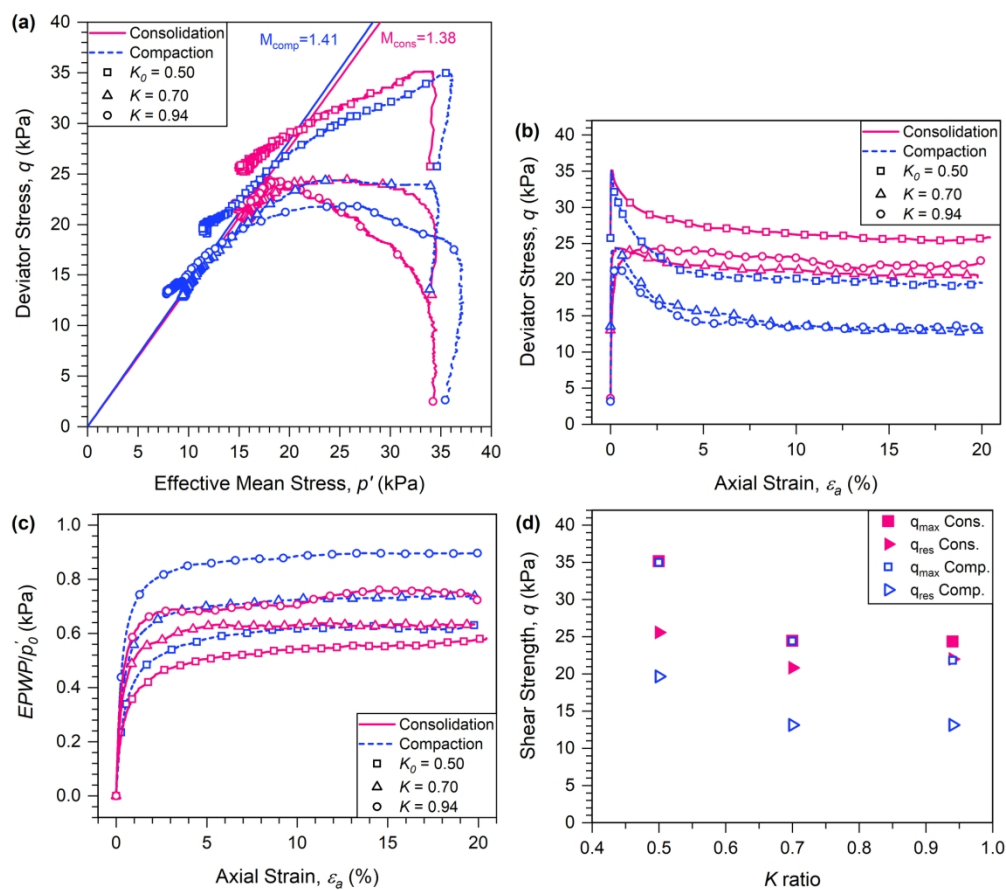 (a)
40
35
30
25
20
15
10
5
0
Deviator Stress, q (kPa)
Consolidation
Compaction
K₀ = 0.50
K = 0.70
K = 0.94
M_comp=1.41
M_cons=1.38
0 5 10 15 20 25 30 35 40
Effective Mean Stress, p' (kPa)
(b)
40
35
30
25
20
15
10
5
0
Deviator Stress, q (kPa)
Consolidation
Compaction
K₀ = 0.50
K = 0.70
K = 0.94
0 5 10 15 20
Axial Strain, εₐ (%)
(c)
1.0
0.8
0.6
0.4
0.2
0.0
EPWP/p'₀ (kPa)
Consolidation
Compaction
K₀ = 0.50
K = 0.70
K = 0.94
0 5 10 15 20
Axial Strain, εₐ (%)
(d)
40
35
30
25
20
15
10
5
0
Shear Strength, q (kPa)
q_max Cons.
q_res Cons.
q_max Comp.
q_res Comp.
0.4 0.5 0.6 0.7 0.8 0.9 1.0
K ratio